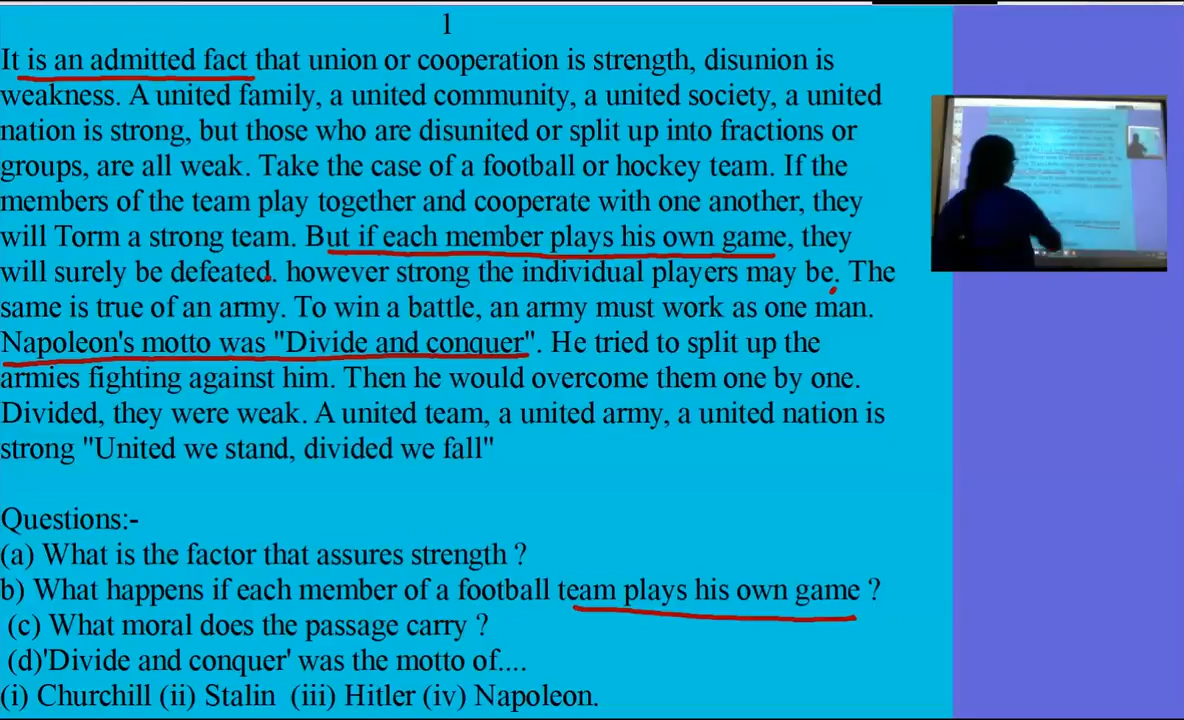 1
It is an admitted fact that union or cooperation is strength, disunion is
weakness. A united family, a united community, a united society, a united
nation is strong, but those who are disunited or split up into fractions or
groups, are all weak. Take the case of a football or hockey team. If the
members of the team play together and cooperate with one another, they
will Torm a strong team. But if each member plays his own game, they
will surely be defeated. however strong the individual players may be. The
same is true of an army. To win a battle, an army must work as one man.
Napoleon's motto was "Divide and conquer". He tried to split up the
armies fighting against him. Then he would overcome them one by one.
Divided, they were weak. A united team, a united army, a united nation is
strong "United we stand, divided we fall"
Questions:-
(a) What is the factor that assures strength ?
b) What happens if each member of a football team plays his own game ?
(c) What moral does the passage carry ?
(d)'Divide and conquer' was the motto of....
(i) Churchill (ii) Stalin (iii) Hitler (iv) Napoleon.